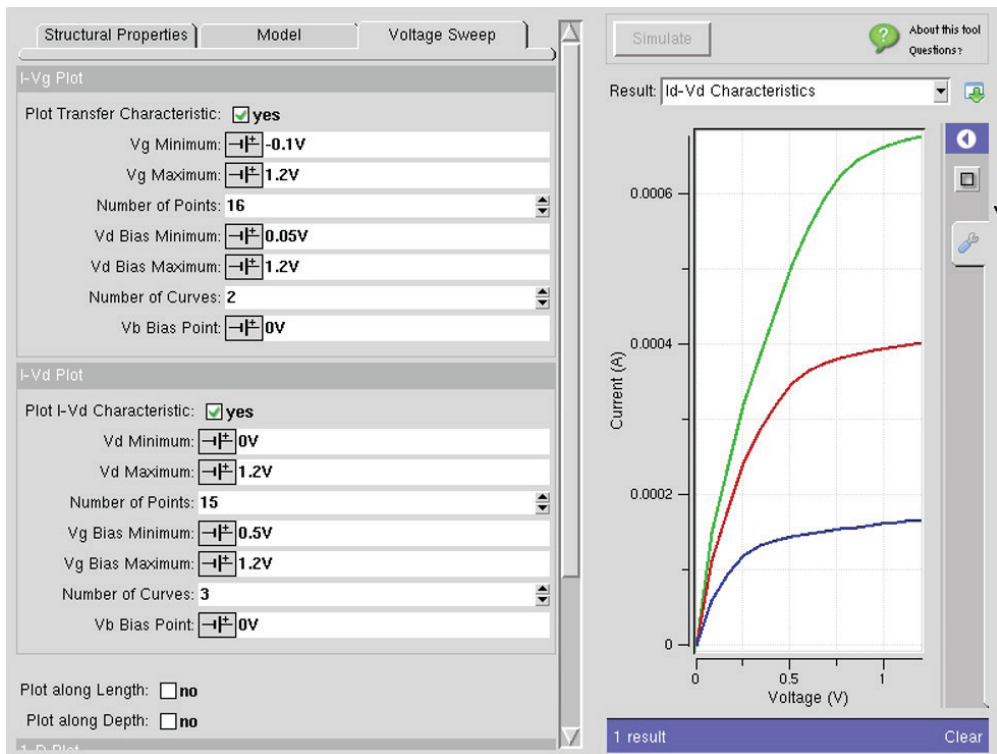 Structural Properties
Model
Voltage Sweep
I-Vg Plot
Plot Transfer Characteristic: yes
Vg Minimum: -0.1V
Vg Maximum: 1.2V
Number of Points: 16
Vd Bias Minimum: 0.05V
Vd Bias Maximum: 1.2V
Number of Curves: 2
Vb Bias Point: 0V
I-Vd Plot
Plot I-Vd Characteristic: yes
Vd Minimum: 0V
Vd Maximum: 1.2V
Number of Points: 15
Vg Bias Minimum: 0.5V
Vg Bias Maximum: 1.2V
Number of Curves: 3
Vb Bias Point: 0V
Plot along Length: no
Plot along Depth: no
1-D Plot
Simulate
?
About this tool
Questions?
Result: Id-Vd Characteristics
0.0006
0.0004
0.0002
0
Current (A)
0 0.5 1
Voltage (V)
1 result
Clear